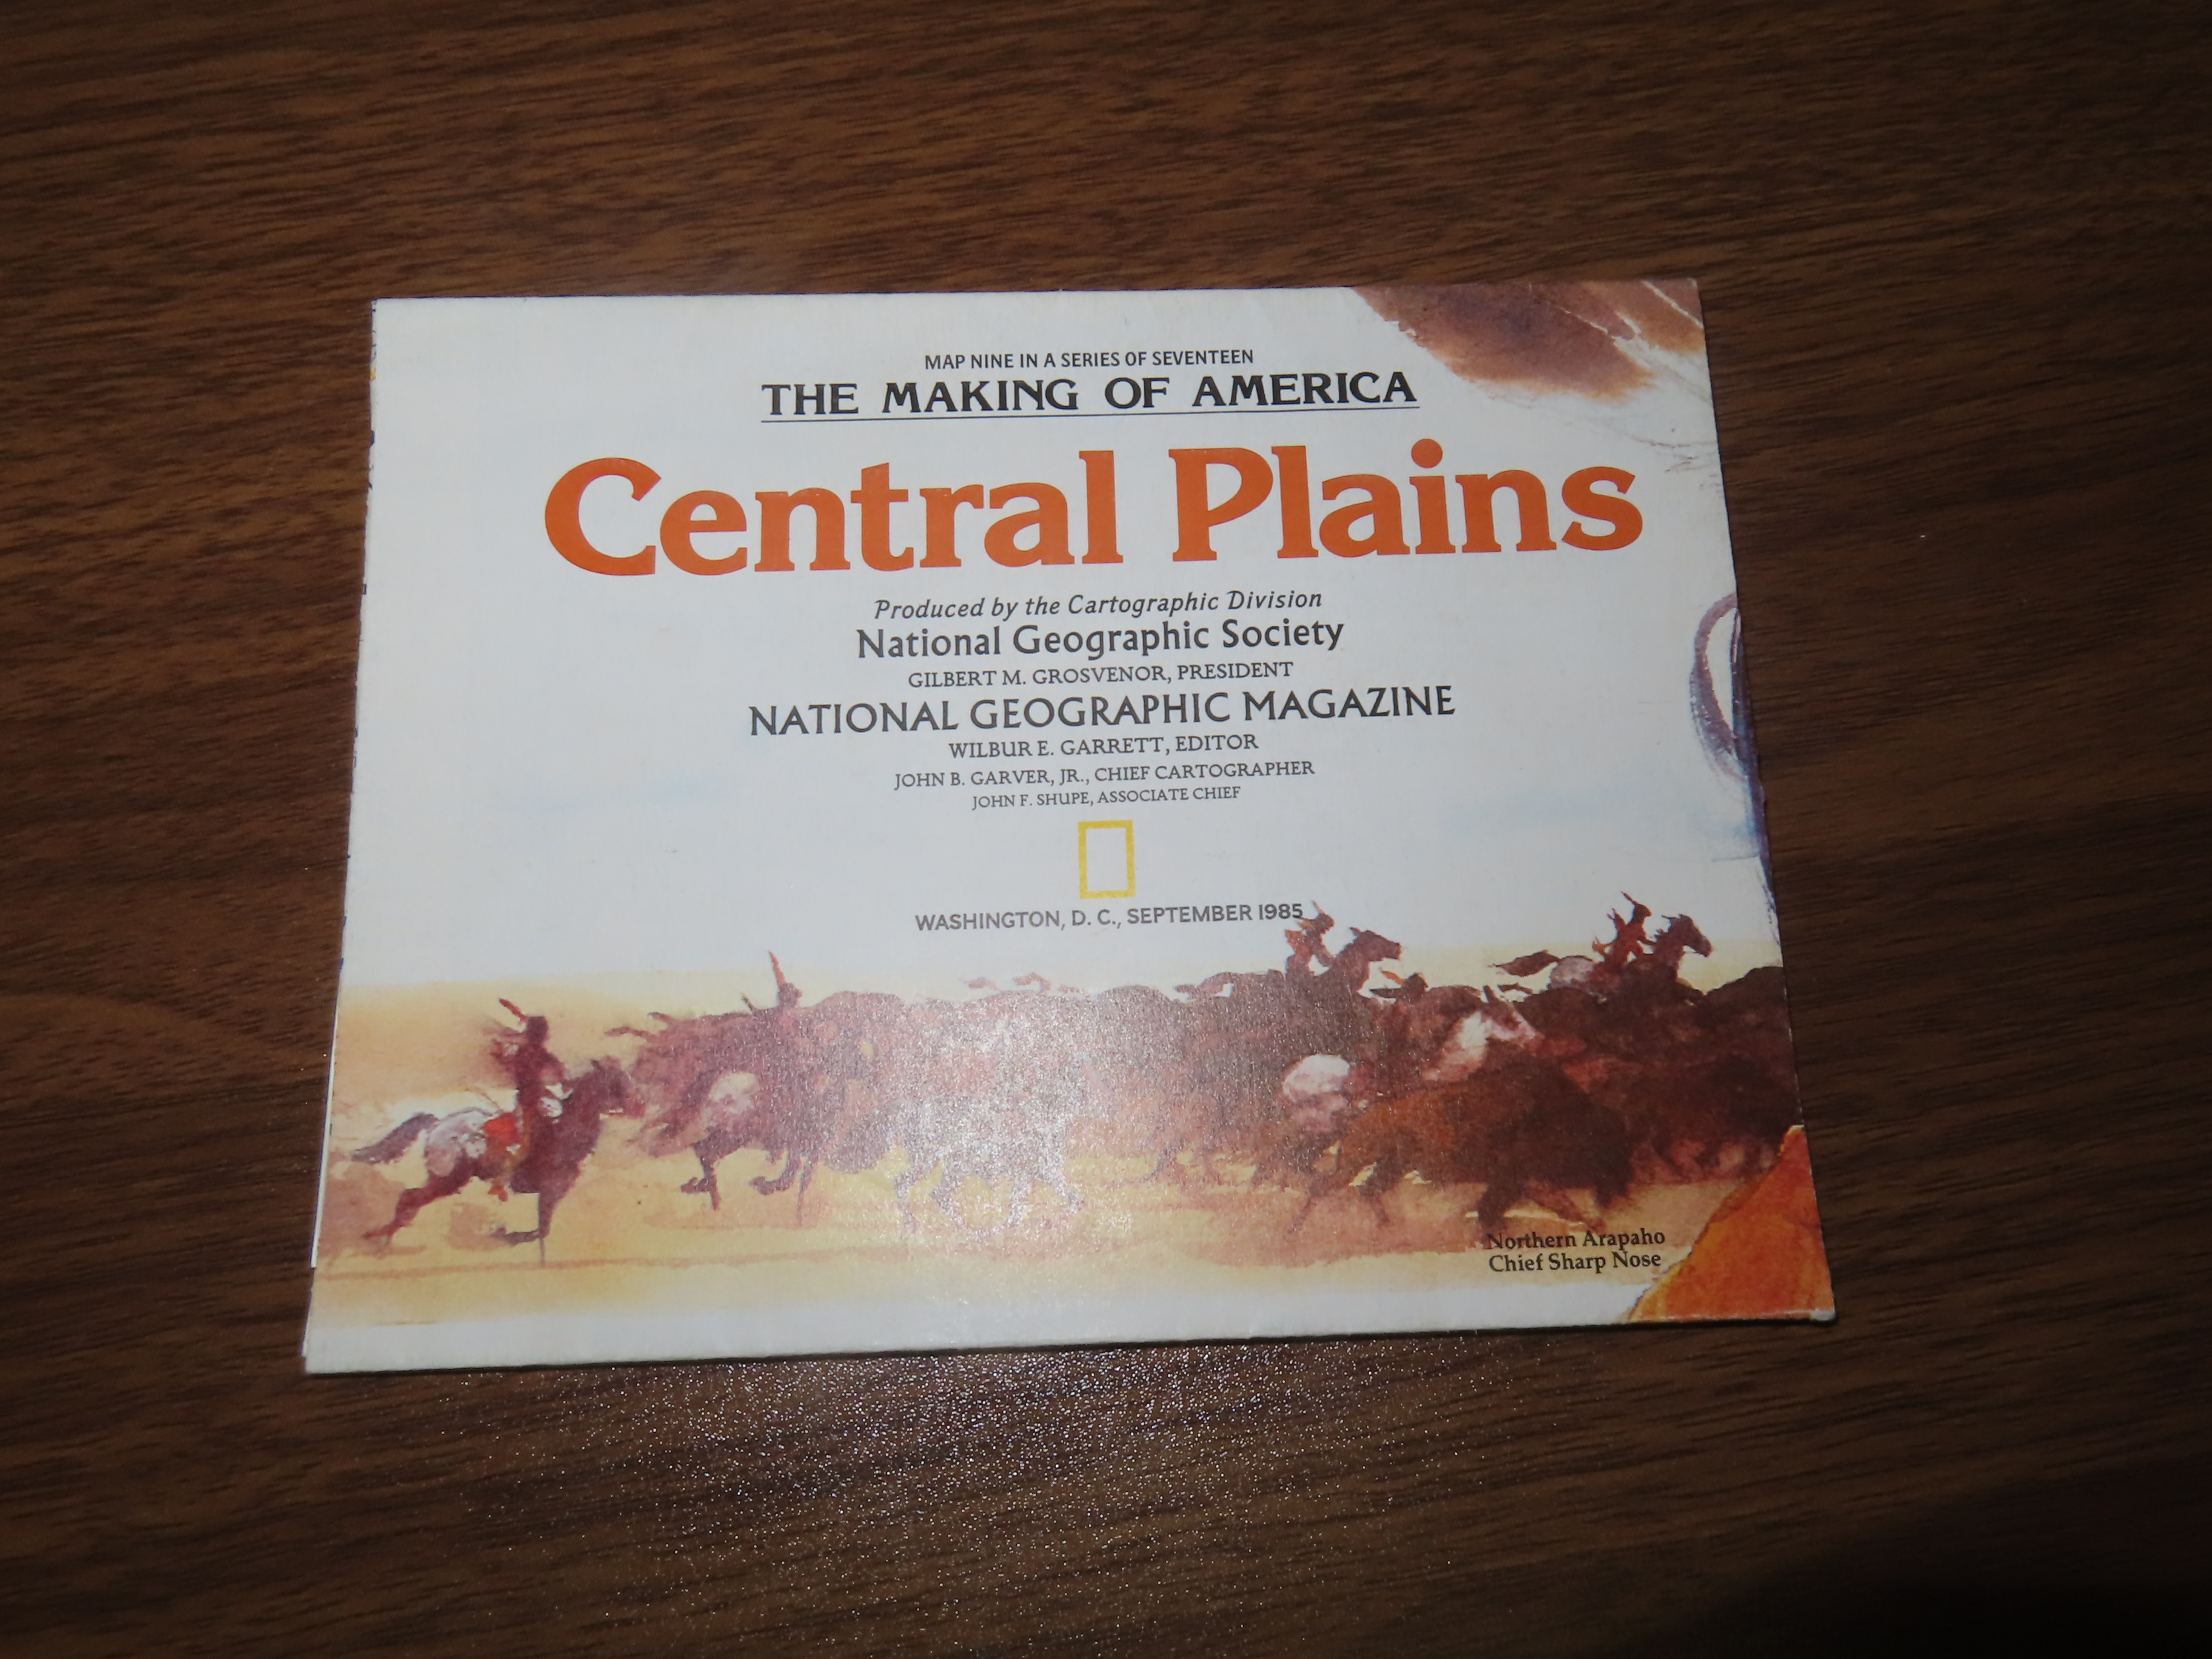 MAP NINE IN A SERIES OF SEVENTEEN
THE MAKING OF AMERICA
Central Plains
Produced by the Cartographic Division
National Geographic Society
GILBERT M. GROSVENOR, PRESIDENT
NATIONAL GEOGRAPHIC MAGAZINE
WILBUR E. GARRETT, EDITOR
JOHN B. GARVER, JR., CHIEF CARTOGRAPHER
JOHN F. SHUPE, ASSOCIATE CHIEF
WASHINGTON, D. C., SEPTEMBER 1985
Northern Arapaho
Chief Sharp Nose